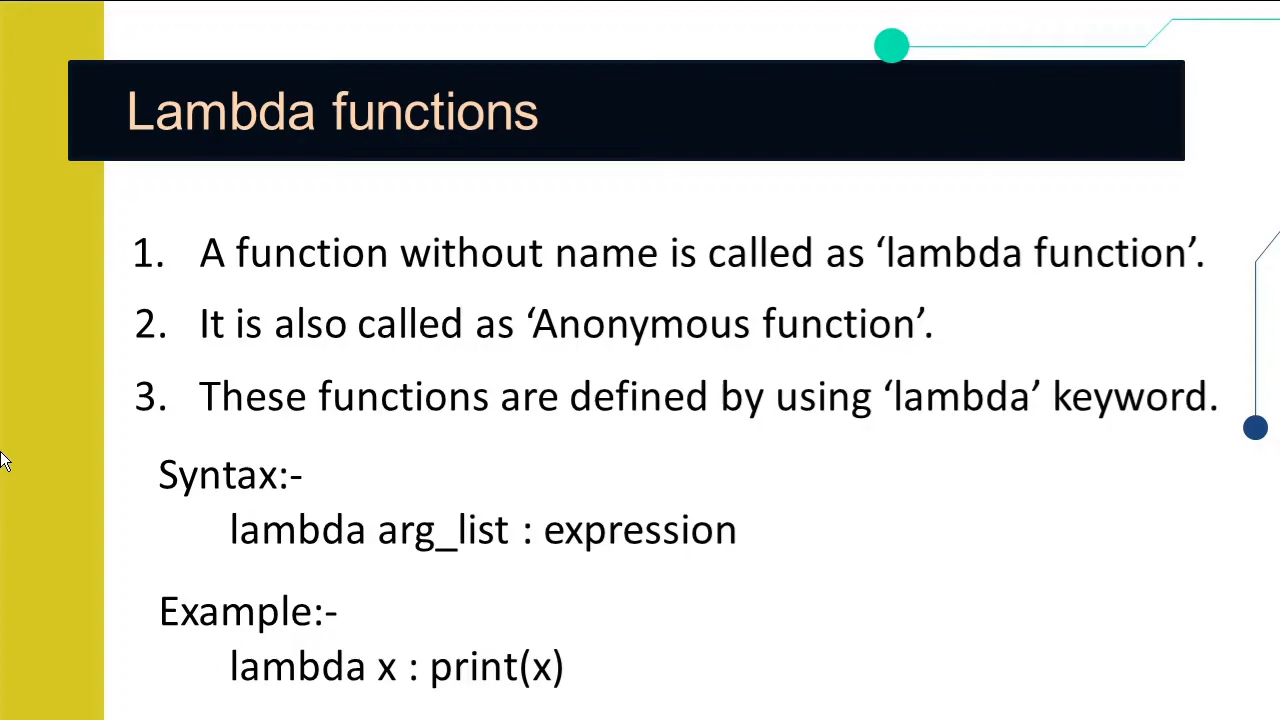 Lambda functions
1. A function without name is called as ‘lambda function’.
2. It is also called as ‘Anonymous function’.
3. These functions are defined by using ‘lambda’ keyword.
Syntax:-
lambda arg_list : expression
Example:-
lambda x : print(x)